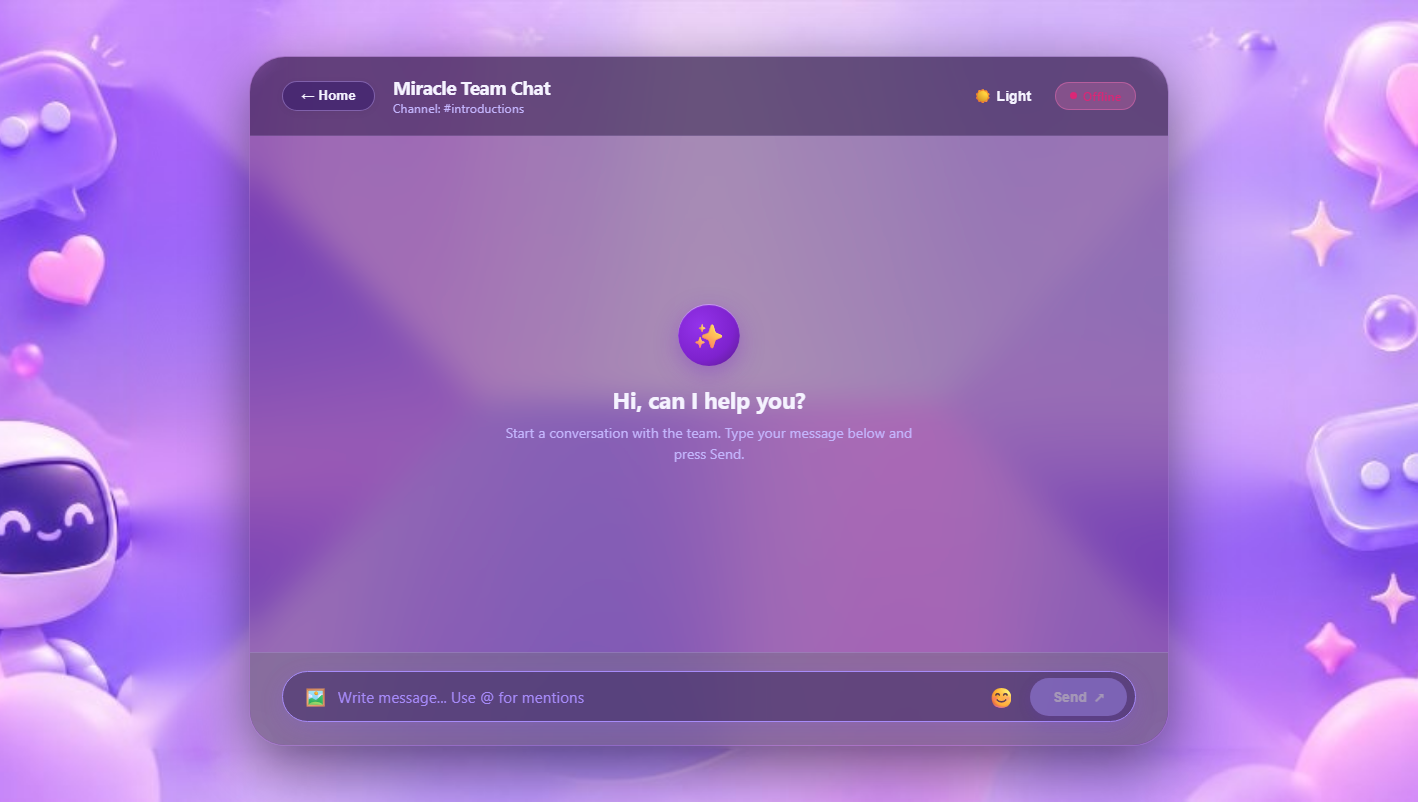 ← Home
Miracle Team Chat
Channel: #introductions
Light
Hi, can I help you?
Start a conversation with the team. Type your message below and
press Send.
Write message... Use @ for mentions
Send ↗